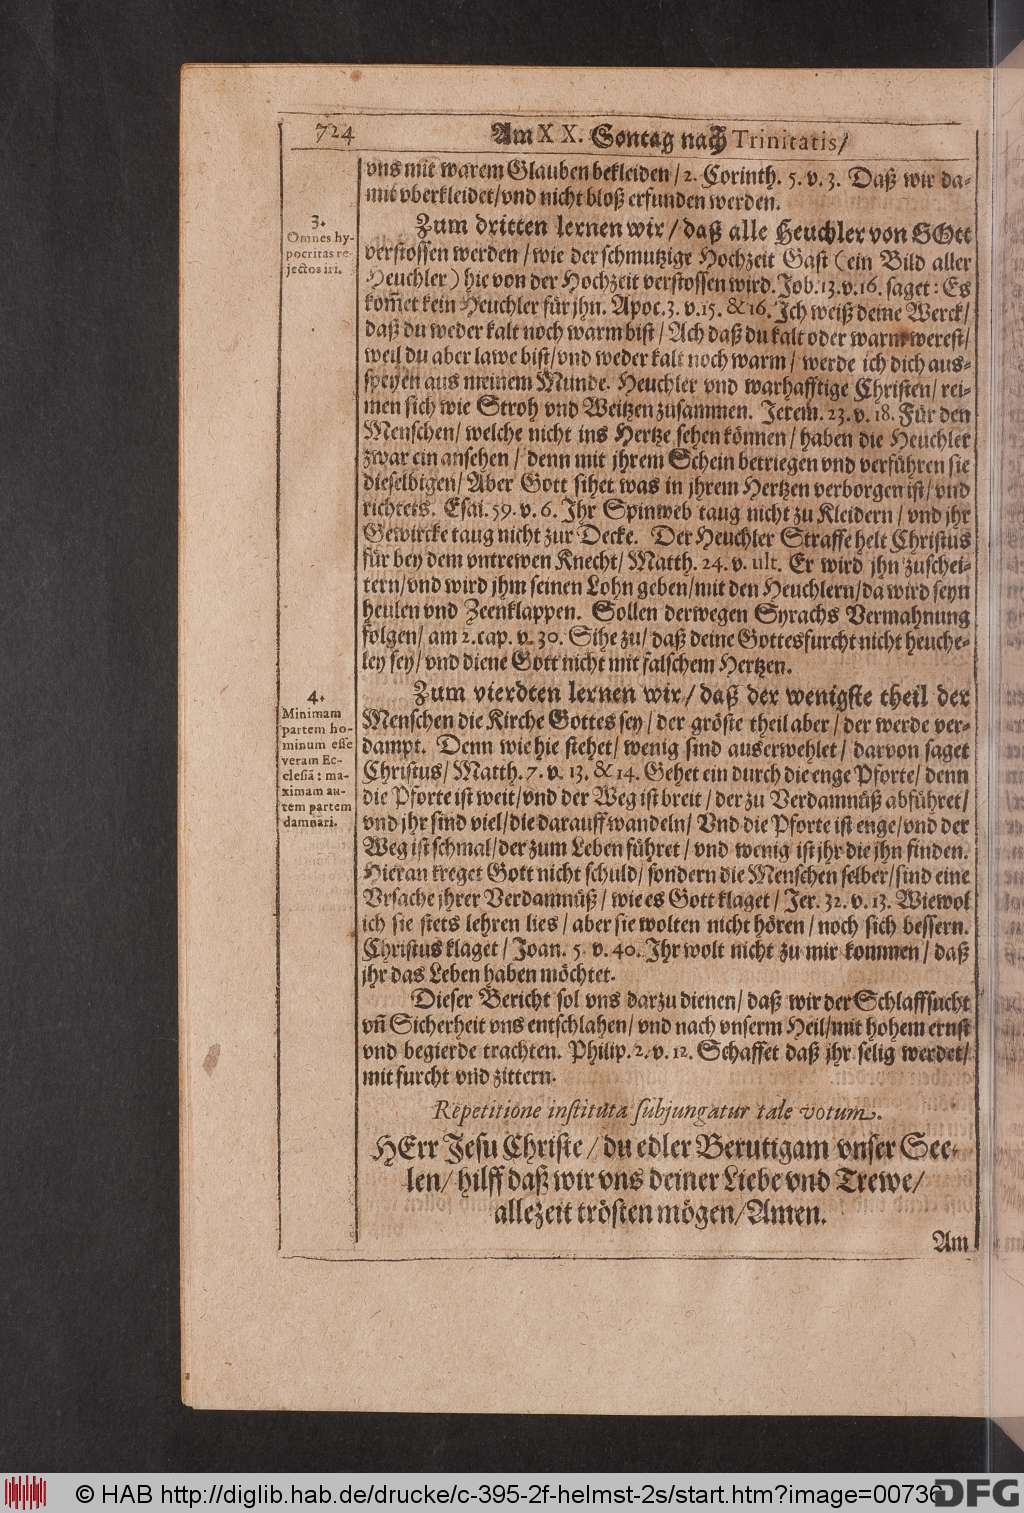 724
Am XX. Sontag nach Trinitatis/
vns mit warem Glauben bekleiden / 2. Corinth. 5. v. 3. Daß wir da-
mit vberkleidet/vnd nicht bloß erfunden werden.
3.
Omnes hy-
pocritas re-
jectos iri.
Zum dritten lernen wir / daß alle Heuchler von GOtt
verstossen werden / wie der schmutzige Hochzeit Gast (ein Bild aller
Heuchler) hie von der Hochzeit verstossen wird. Job. 13. v. 16. saget: Es
kom̃et kein Heuchler für jhn. Apoc. 3. v. 15. & 16. Ich weiß deine Werck/
daß du weder kalt noch warm bist / Ach daß du kalt oder warm werest/
weil du aber lawe bist/vnd weder kalt noch warm / werde ich dich aus-
speyen aus meinem Munde. Heuchler vnd warhafftige Christen/ rei-
men sich wie Stroh vnd Weitzen zusammen. Jerem. 23. v. 18. Für den
Menschen/ welche nicht ins Hertze sehen können / haben die Heuchler
zwar ein ansehen / denn mit jhrem Schein betriegen vnd verführen sie
dieselbigen/ Aber Gott sihet was in jhrem Hertzen verborgen ist/ vnd
richtets. Esai. 59. v. 6. Ihr Spinweb taug nicht zu Kleidern / vnd jhr
Gewircke taug nicht zur Decke. Der Heuchler Straffe helt Christus
für bey dem vntrewen Knecht/ Matth. 24. v. ult. Er wird jhn zuschei-
tern/vnd wird jhm seinen Lohn geben/mit den Heuchlern/da wird seyn
heulen vnd Zeenklappen. Sollen derwegen Syrachs Vermahnung
folgen/ am 2. cap. v. 30. Sihe zu/ daß deine Gottesfurcht nicht heuche-
ley sey/ vnd diene Gott nicht mit falschem Hertzen.
4.
Minimam
partem ho-
minum esse
veram Ec-
clesiã: ma-
ximam au-
tem partem
damnari.
Zum vierdten lernen wir/ daß der wenigste theil der
Menschen die Kirche Gottes sey / der gröste theil aber / der werde ver-
dampt. Denn wie hie stehet/ wenig sind auserwehlet / darvon saget
Christus/ Matth. 7. v. 13. & 14. Gehet ein durch die enge Pforte/ denn
die Pforte ist weit/vnd der Weg ist breit / der zu Verdamnüß abführet/
vnd jhr sind viel/die darauff wandeln/ Vnd die Pforte ist enge/vnd der
Weg ist schmal/der zum Leben führet / vnd wenig ist jhr die jhn finden.
Hieran kreget Gott nicht schuld/ sondern die Menschen selber/sind eine
Vrsache jhrer Verdamnüß/ wie es Gott klaget / Jer. 32. v. 13. Wiewol
ich sie stets lehren lies / aber sie wolten nicht hören / noch sich bessern.
Christus klaget / Joan. 5. v. 40. Ihr wolt nicht zu mir kommen / daß
jhr das Leben haben möchtet.
Dieser Bericht sol vns darzu dienen/ daß wir der Schlaffsucht
vñ Sicherheit vns entschlahen/ vnd nach vnserm Heil/mit hohem ernst
vnd begierde trachten. Philip. 2. v. 12. Schaffet daß jhr selig werdet/
mit furcht vnd zittern.
Repetitione instituta subjungatur tale votum.
HErr Jesu Christe / du edler Berutigam vnser See-
len/ hilff daß wir vns deiner Liebe vnd Trewe/
allezeit trösten mögen/Amen.
Am
© HAB http://diglib.hab.de/drucke/c-395-2f-helmst-2s/start.htm?image=00736
DFG